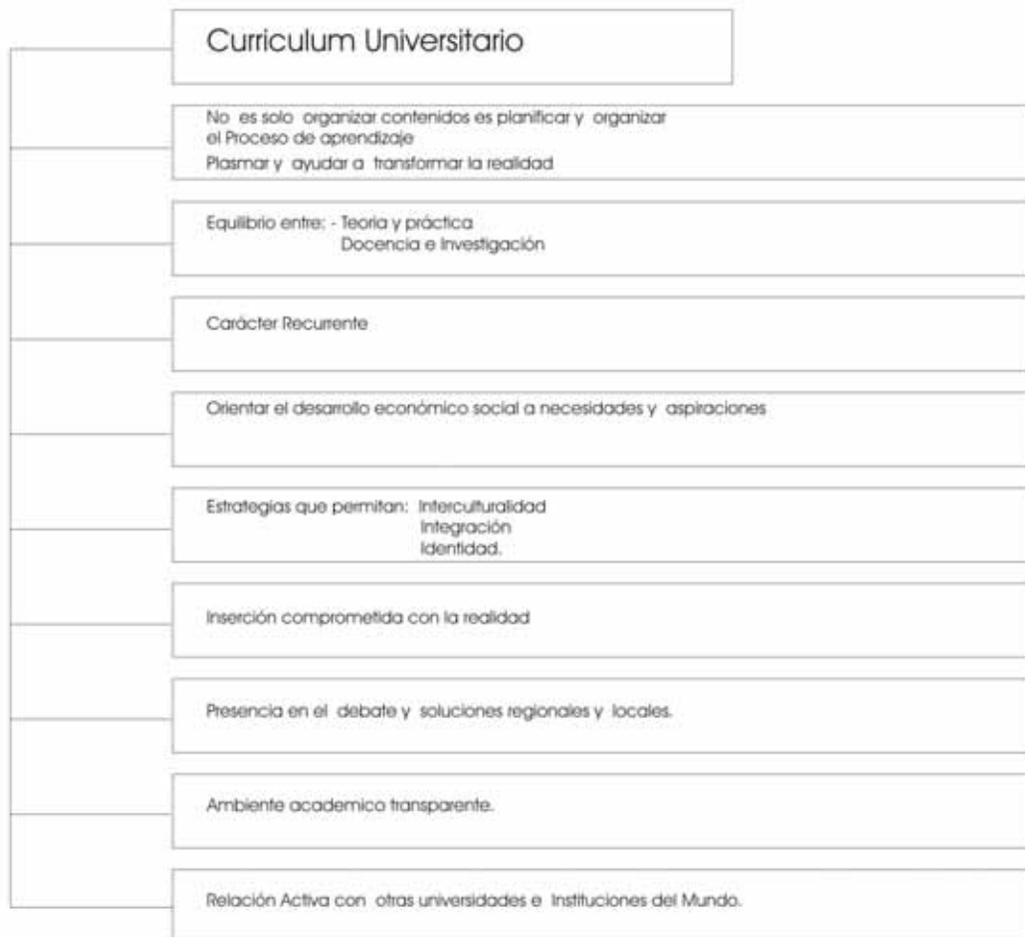 Curriculum Universitario
No es solo organizar contenidos es planificar y organizar
el Proceso de aprendizaje
Plasmar y ayudar a transformar la realidad
Equilibrio entre: - Teoria y práctica
Docencia e Investigación
Carácter Recurrente
Orientar el desarrollo económico social a necesidades y aspiraciones
Estrategias que permitan: Interculturalidad
Integración
Identidad.
Inserción comprometida con la realidad
Presencia en el debate y soluciones regionales y locales.
Ambiente academico transparente.
Relación Activa con otras universidades e Instituciones del Mundo.